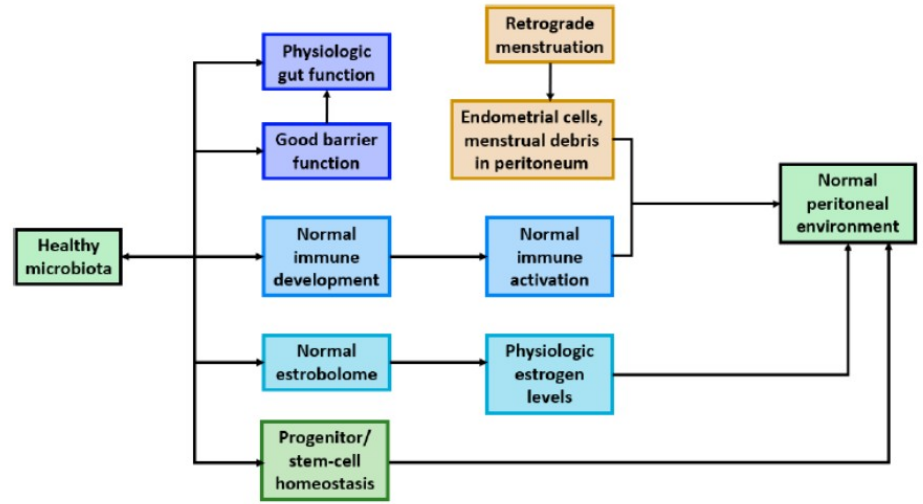 Retrograde
menstruation
Physiologic
gut function
Endometrial cells,
menstrual debris
in peritoneum
Good barrier
function
Normal
peritoneal
environment
Healthy
microbiota
Normal
immune
development
Normal
immune
activation
Normal
estrobolome
Physiologic
estrogen
levels
Progenitor/
stem-cell
homeostasis